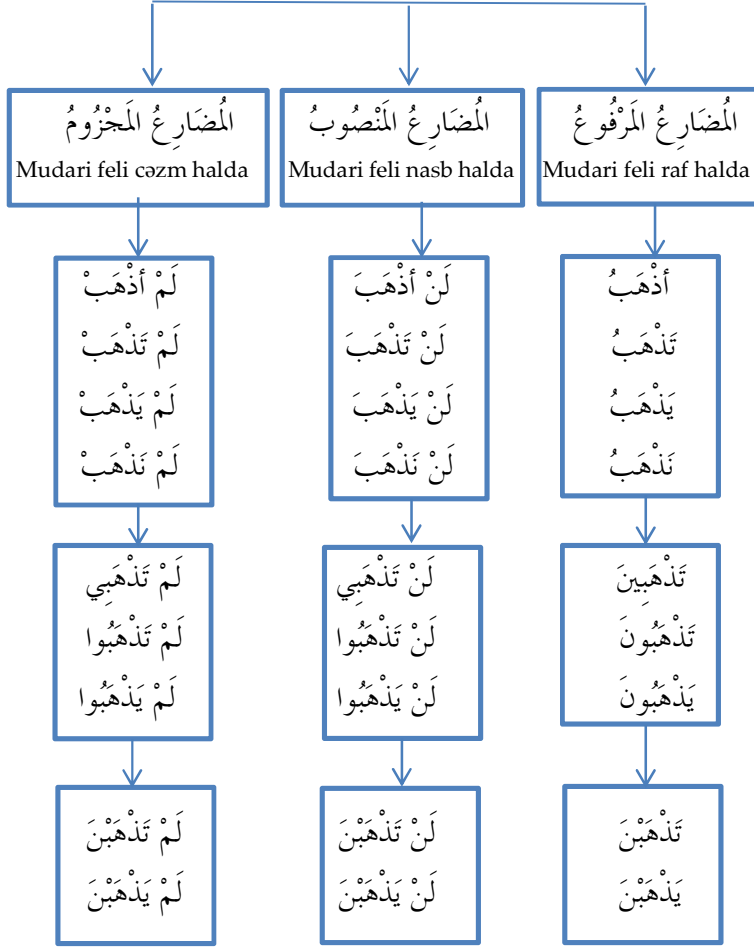 المُضَارِعُ المَرْفُوعُ
Mudari feli raf halda
أذْهَبُ
تَذْهَبُ
يَذْهَبُ
نَذْهَبُ
تَذْهَبِينَ
تَذْهَبُونَ
يَذْهَبُونَ
تَذْهَبْنَ
يَذْهَبْنَ
المُضَارِعُ المَنْصُوبُ
Mudari feli nasb halda
لَنْ أذْهَبَ
لَنْ تَذْهَبَ
لَنْ يَذْهَبَ
لَنْ نَذْهَبَ
لَنْ تَذْهَبِي
لَنْ تَذْهَبُوا
لَنْ يَذْهَبُوا
لَنْ تَذْهَبْنَ
لَنْ يَذْهَبْنَ
المُضَارِعُ المَجْزُومُ
Mudari feli cəzm halda
لَمْ أذْهَبْ
لَمْ تَذْهَبْ
لَمْ يَذْهَبْ
لَمْ نَذْهَبْ
لَمْ تَذْهَبِي
لَمْ تَذْهَبُوا
لَمْ يَذْهَبُوا
لَمْ تَذْهَبْنَ
لَمْ يَذْهَبْنَ